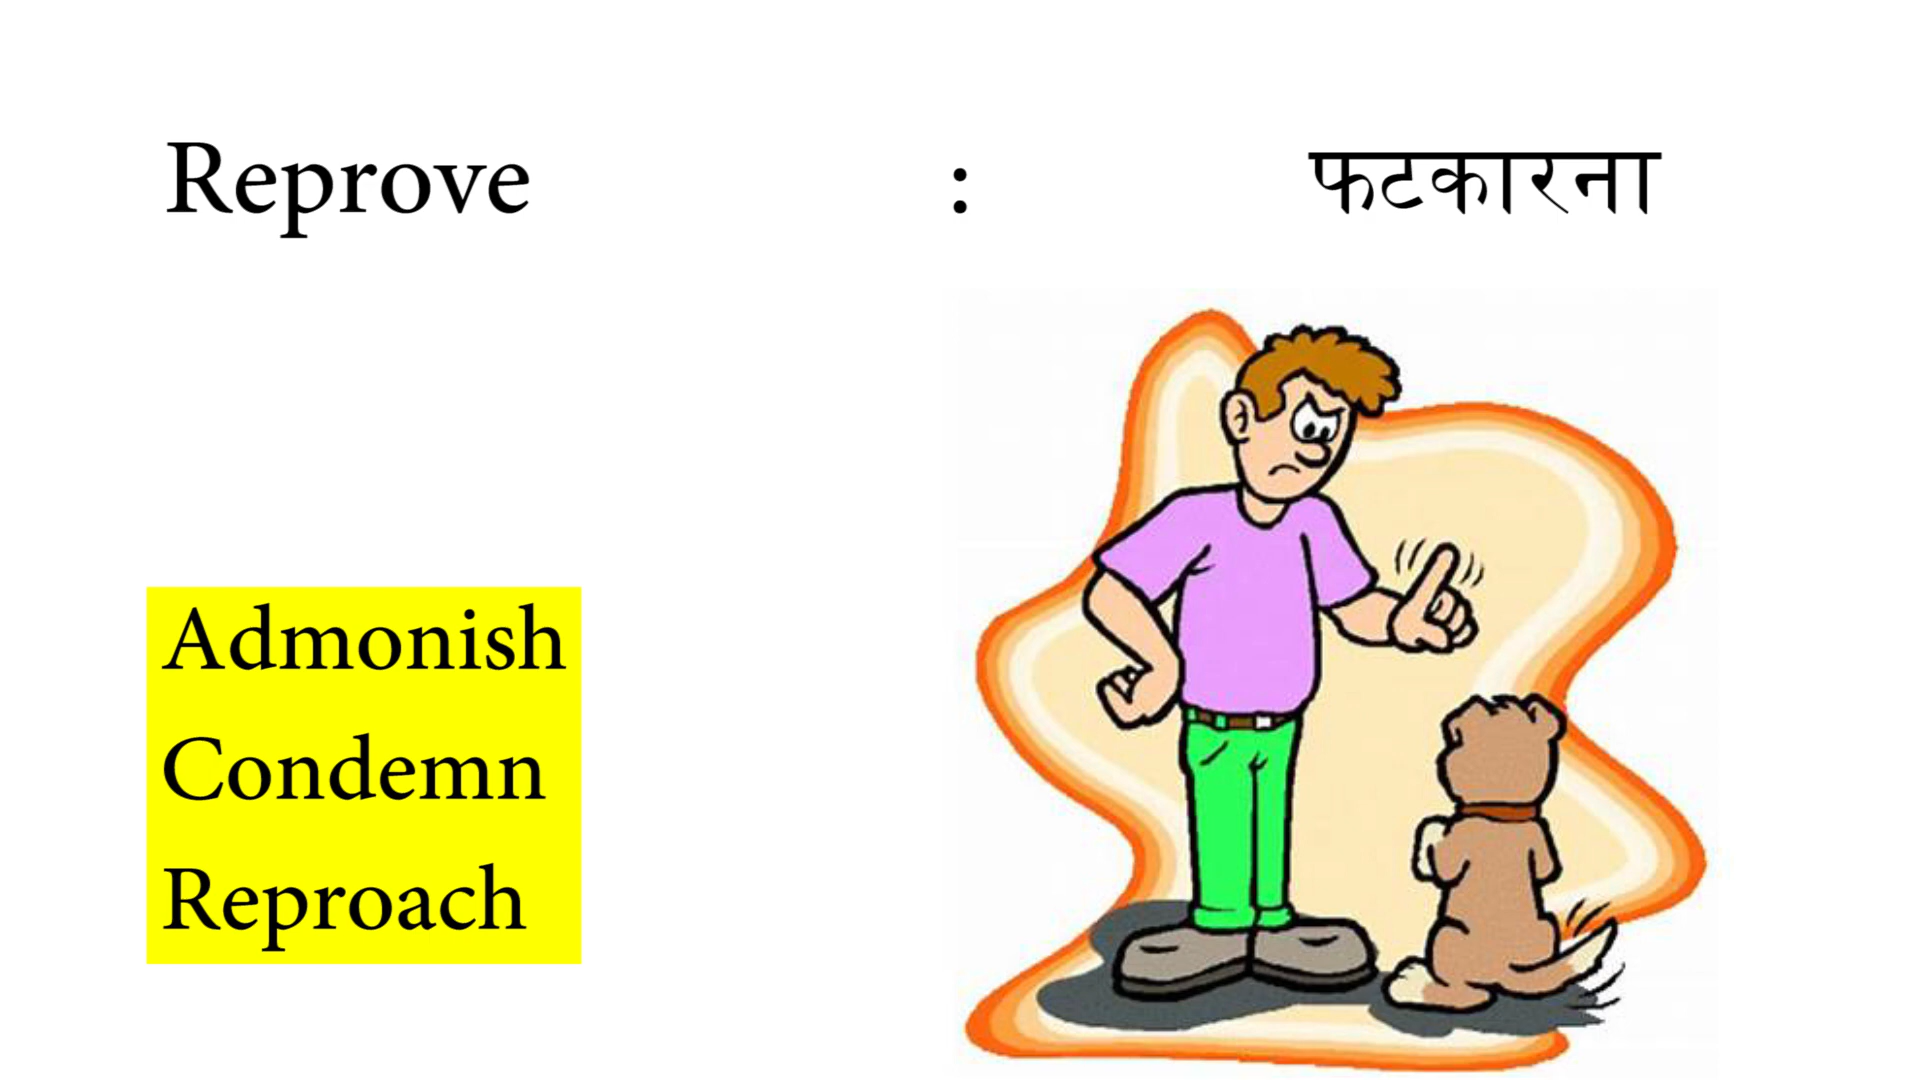 Reprove : फटकारना
Admonish
Condemn
Reproach